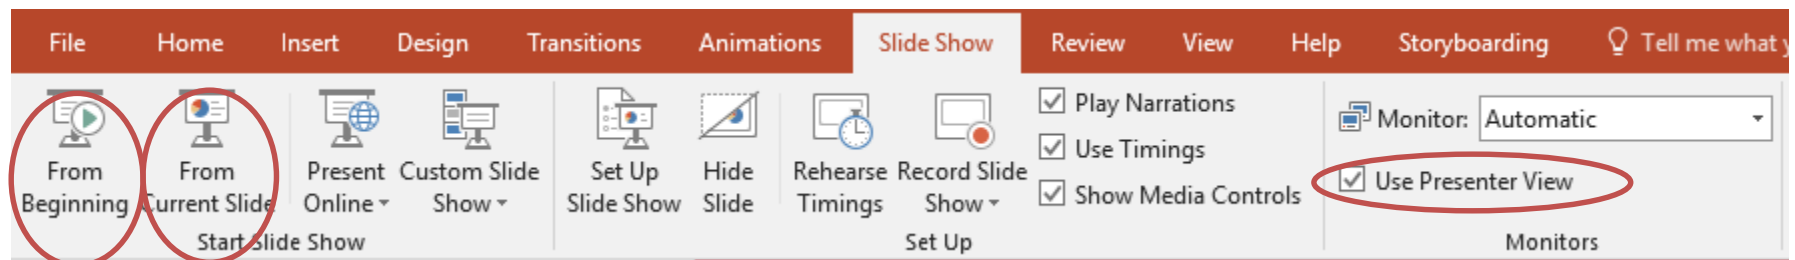 File Home Insert Design Transitions Animations Slide Show Review View Help Storyboarding Tell me what
From Beginning
From Current Slide
Present Online
Custom Slide Show
Start Slide Show
Set Up Slide Show
Hide Slide
Rehearse Timings
Record Slide Show
Play Narrations
Use Timings
Show Media Controls
Set Up
Monitor: Automatic
Use Presenter View
Monitors